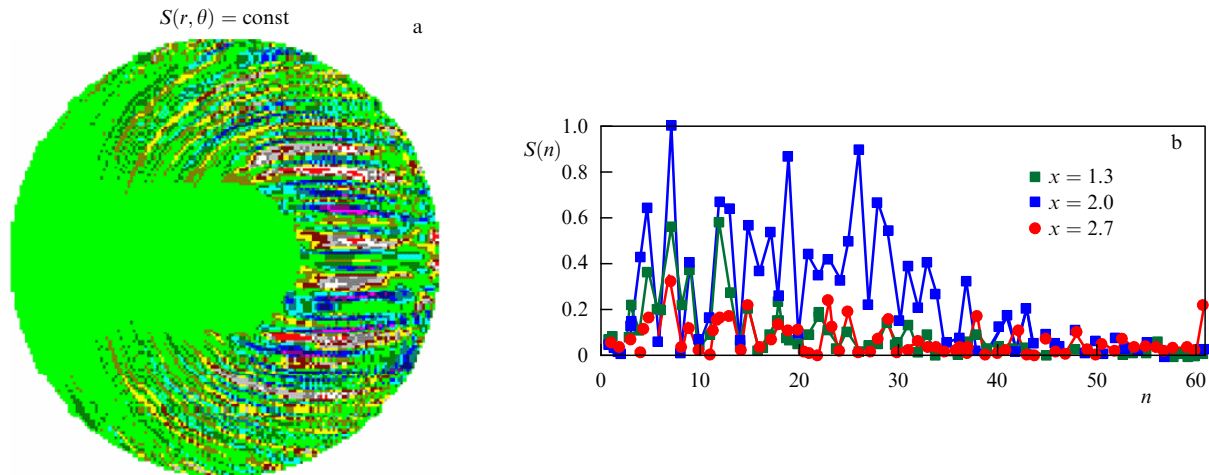 S(r, θ) = const
a
b
S(n)
1.0
0.8
0.6
0.4
0.2
0
x = 1.3
x = 2.0
x = 2.7
0 10 20 30 40 50 60
n